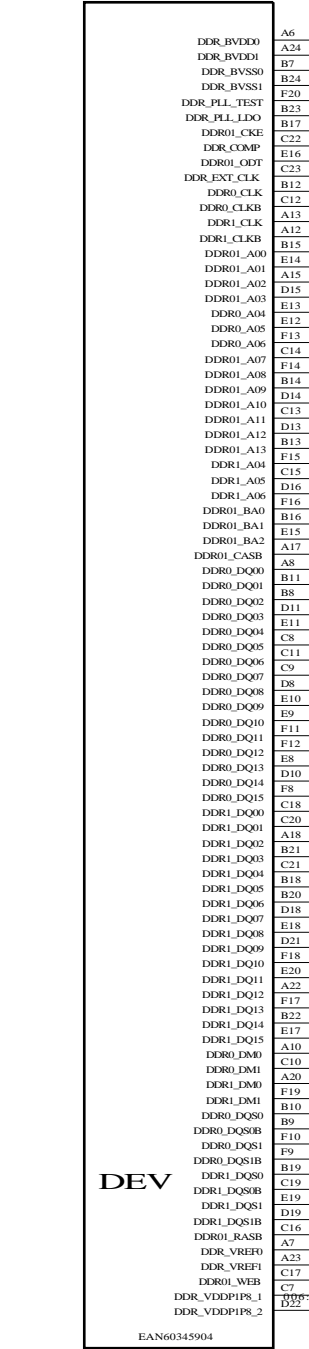 DDR_BVDD0 A6
DDR_BVDD1 A24
DDR_BVSS0 B7
DDR_BVSS1 B24
DDR_PLL_TEST F20
DDR_PLL_LDO B23
DDR01_CKE B17
DDR_COMP C22
DDR01_ODT E16
DDR_EXT_CLK C23
DDR0_CLK B12
DDR0_CLKB C12
DDR1_CLK A13
DDR1_CLKB A12
DDR01_A00 B15
DDR01_A01 E14
DDR01_A02 A15
DDR01_A03 D15
DDR0_A04 E13
DDR0_A05 E12
DDR0_A06 F13
DDR01_A07 C14
DDR01_A08 F14
DDR01_A09 B14
DDR01_A10 D14
DDR01_A11 C13
DDR01_A12 D13
DDR01_A13 B13
DDR1_A04 F15
DDR1_A05 C15
DDR1_A06 D16
DDR01_BA0 F16
DDR01_BA1 B16
DDR01_BA2 E15
DDR01_CASB A17
DDR0_DQ00 A8
DDR0_DQ01 B11
DDR0_DQ02 B8
DDR0_DQ03 D11
DDR0_DQ04 E11
DDR0_DQ05 C8
DDR0_DQ06 C11
DDR0_DQ07 C9
DDR0_DQ08 D8
DDR0_DQ09 E10
DDR0_DQ10 E9
DDR0_DQ11 F11
DDR0_DQ12 F12
DDR0_DQ13 E8
DDR0_DQ14 D10
DDR0_DQ15 F8
DDR1_DQ00 C18
DDR1_DQ01 C20
DDR1_DQ02 A18
DDR1_DQ03 B21
DDR1_DQ04 C21
DDR1_DQ05 B18
DDR1_DQ06 B20
DDR1_DQ07 D18
DDR1_DQ08 E18
DDR1_DQ09 D21
DDR1_DQ10 F18
DDR1_DQ11 E20
DDR1_DQ12 A22
DDR1_DQ13 F17
DDR1_DQ14 B22
DDR1_DQ15 E17
DDR0_DM0 A10
DDR0_DM1 C10
DDR1_DM0 A20
DDR1_DM1 F19
DDR0_DQS0 B10
DDR0_DQS0B B9
DDR0_DQS1 F10
DDR0_DQS1B F9
DDR1_DQS0 B19
DEV
DDR1_DQS0B C19
DDR1_DQS1 E19
DDR1_DQS1B D19
DDR01_RASB C16
DDR_VREF0 A7
DDR_VREF1 A23
DDR01_WEB C17
DDR_VDDP1P8_1 C7
DDR_VDDP1P8_2 D22
EAN60345904